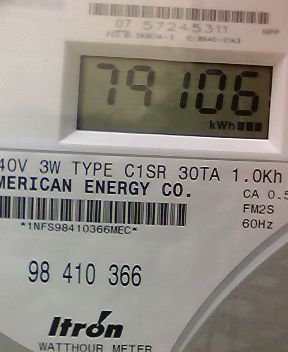 07 57245311
HPP
79106
kWh
40V 3W TYPE C1SR 30TA 1.0Kh
MERICAN ENERGY CO.
CA 0.5
FM2S
*1NFS98410366MEC*
60Hz
98 410 366
Itron
WATTHOUR METER